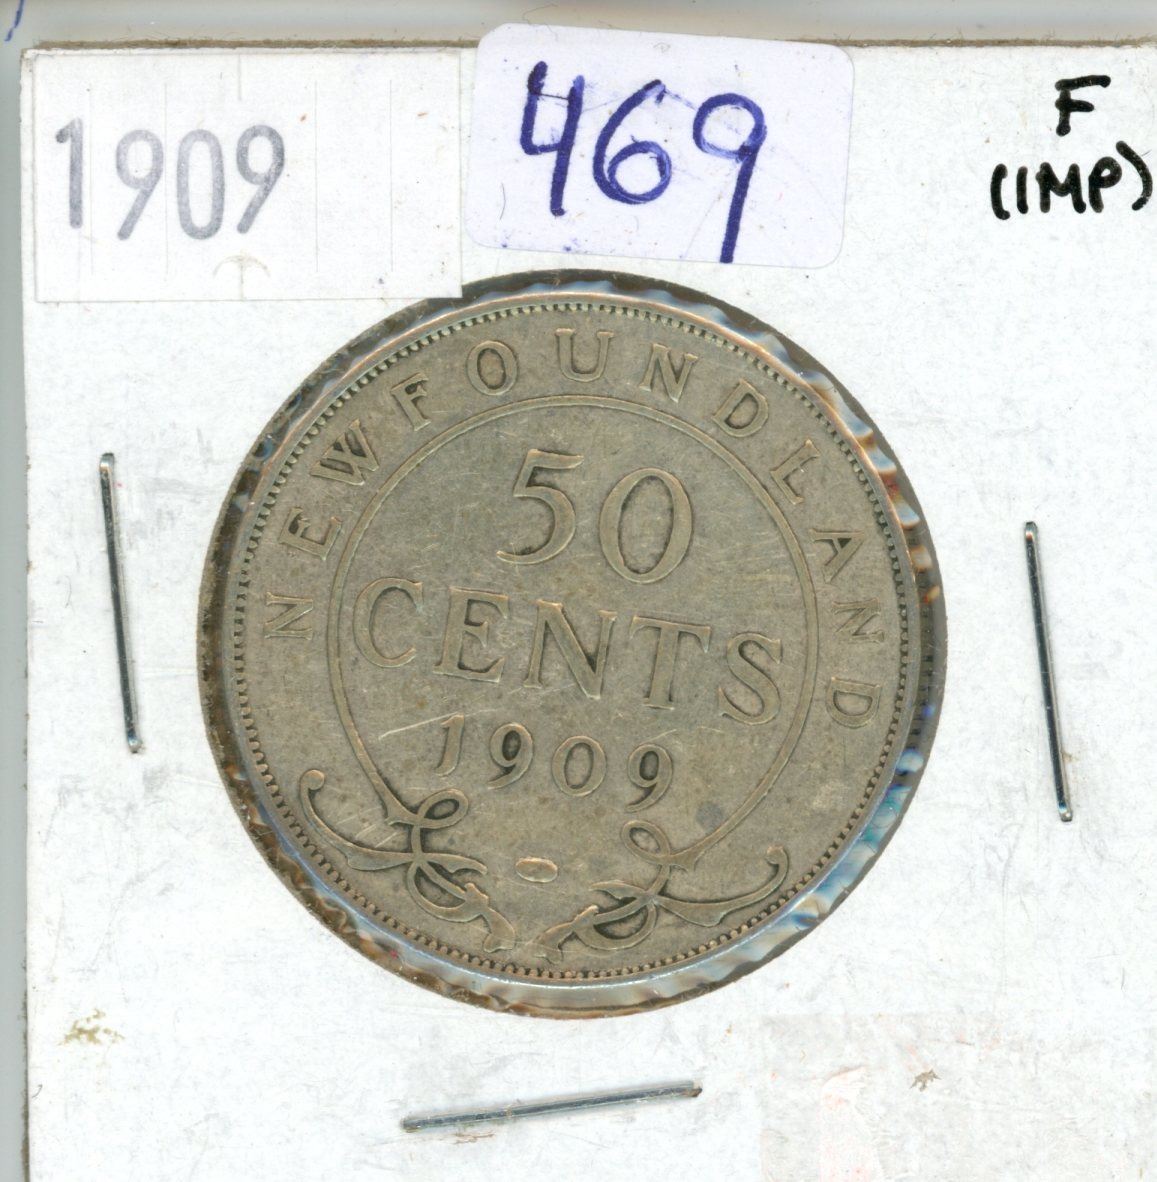 1909
469
F
(IMP)
NEWFOUNDLAND
50
CENTS
1909